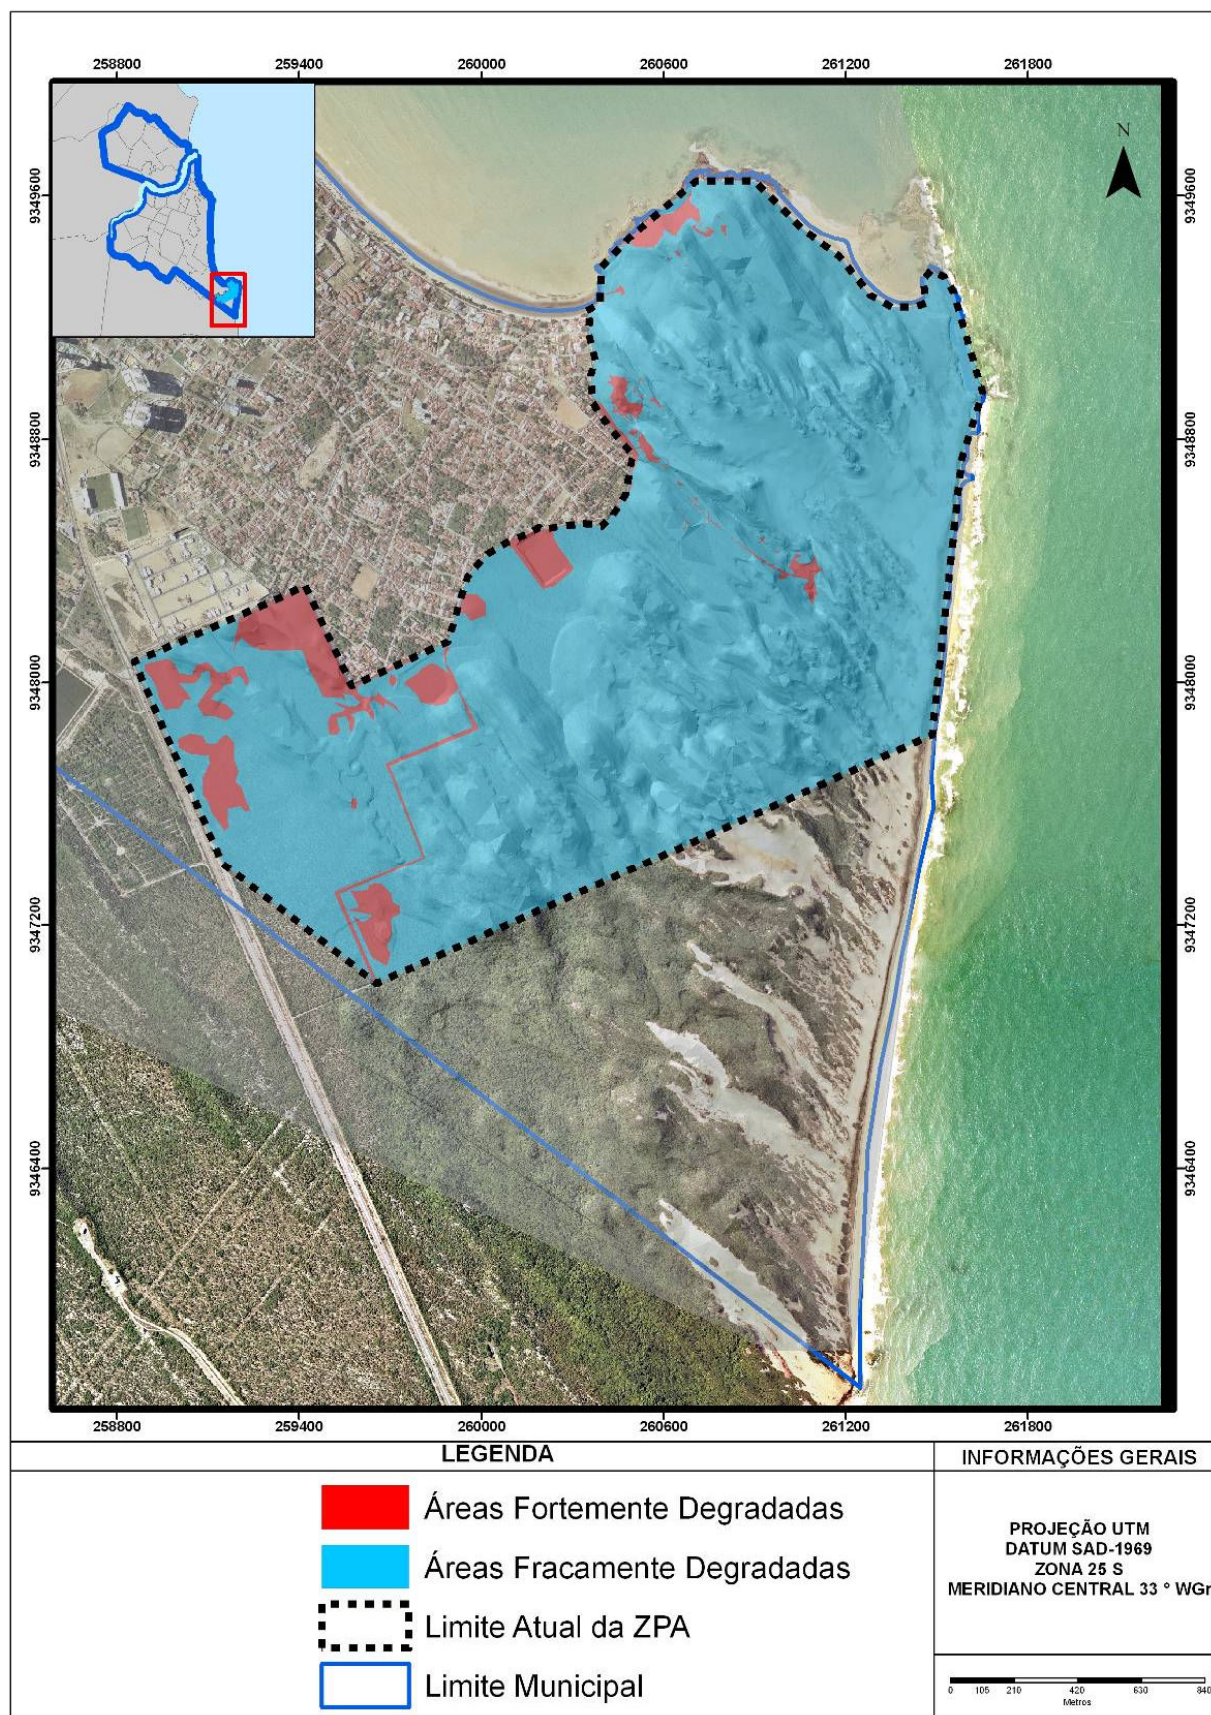 258800 259400 260000 260600 261200 261800
N
9349600 9349600
9348800 9348800
9348000 9348000
9347200 9347200
9346400 9346400
258800 259400 260000 260600 261200 261800
LEGENDA
Áreas Fortemente Degradadas
Áreas Fracamente Degradadas
Limite Atual da ZPA
Limite Municipal
INFORMAÇÕES GERAIS
PROJEÇÃO UTM
DATUM SAD-1969
ZONA 25 S
MERIDIANO CENTRAL 33 º WGr
0 105 210 420 630 840
Metros